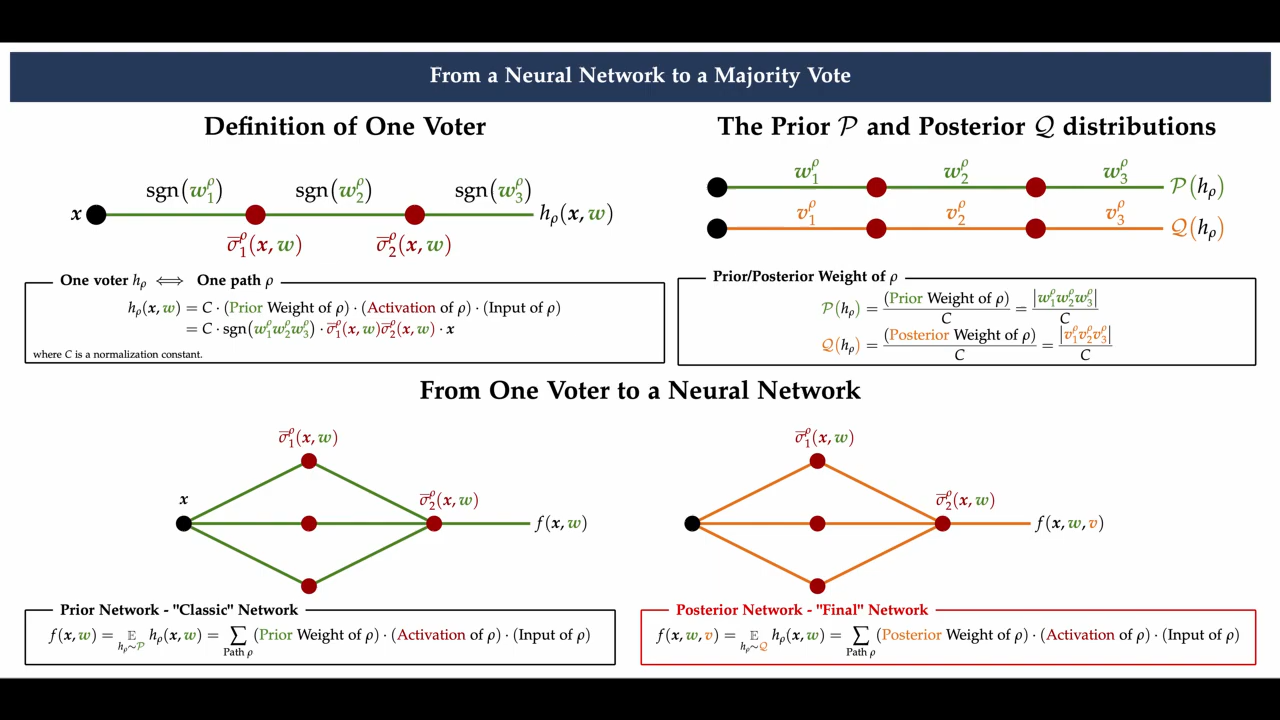 From a Neural Network to a Majority Vote
Definition of One Voter
sgn(w₁^ρ) sgn(w₂^ρ) sgn(w₃^ρ)
x h_ρ(x, w)
σ̅₁^ρ(x, w) σ̅₂^ρ(x, w)
One voter h_ρ ⟺ One path ρ
h_ρ(x, w) = C · (Prior Weight of ρ) · (Activation of ρ) · (Input of ρ)
= C · sgn(w₁^ρ w₂^ρ w₃^ρ) · σ̅₁^ρ(x, w)σ̅₂^ρ(x, w) · x
where C is a normalization constant.
The Prior 𝒫 and Posterior 𝒬 distributions
w₁^ρ w₂^ρ w₃^ρ
𝒫(h_ρ)
v₁^ρ v₂^ρ v₃^ρ
𝒬(h_ρ)
Prior/Posterior Weight of ρ
𝒫(h_ρ) = (Prior Weight of ρ) / C = |w₁^ρ w₂^ρ w₃^ρ| / C
𝒬(h_ρ) = (Posterior Weight of ρ) / C = |v₁^ρ v₂^ρ v₃^ρ| / C
From One Voter to a Neural Network
σ̅₁^ρ(x, w)
x
σ̅₂^ρ(x, w)
f(x, w)
Prior Network - "Classic" Network
f(x, w) = 𝔼_{h_ρ∼𝒫} h_ρ(x, w) = ∑_{Path ρ} (Prior Weight of ρ) · (Activation of ρ) · (Input of ρ)
σ̅₁^ρ(x, w)
σ̅₂^ρ(x, w)
f(x, w, v)
Posterior Network - "Final" Network
f(x, w, v) = 𝔼_{h_ρ∼𝒬} h_ρ(x, w) = ∑_{Path ρ} (Posterior Weight of ρ) · (Activation of ρ) · (Input of ρ)